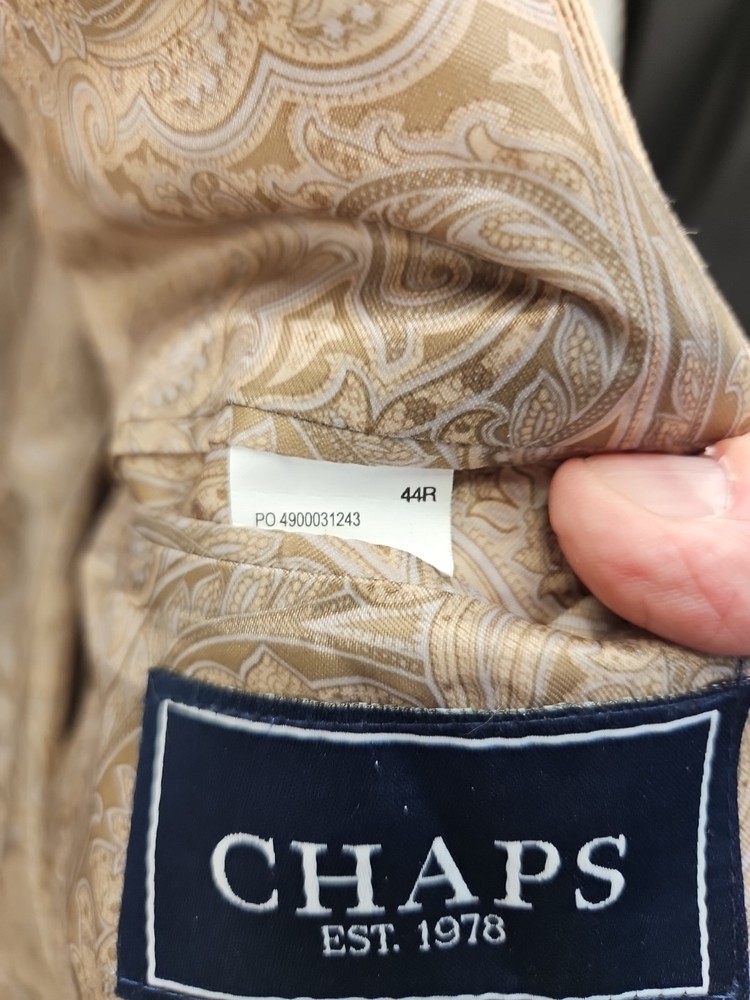 44R
PO 4900031243
CHAPS
EST. 1978